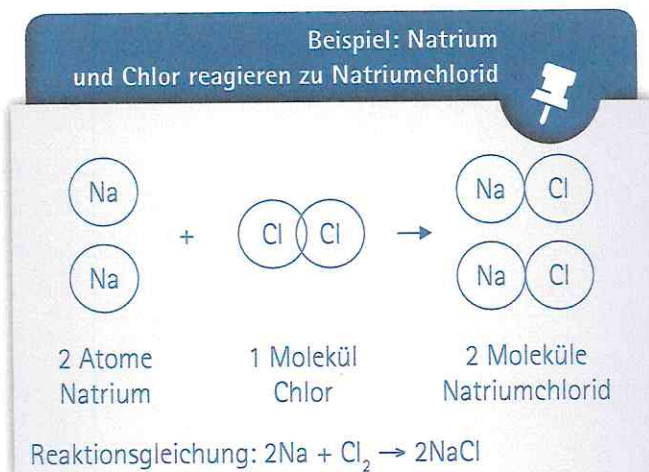 Beispiel: Natrium
und Chlor reagieren zu Natriumchlorid
Na
Na
+
Cl Cl
→
Na Cl
Na Cl
2 Atome
Natrium
1 Molekül
Chlor
2 Moleküle
Natriumchlorid
Reaktionsgleichung: 2Na + Cl₂ → 2NaCl